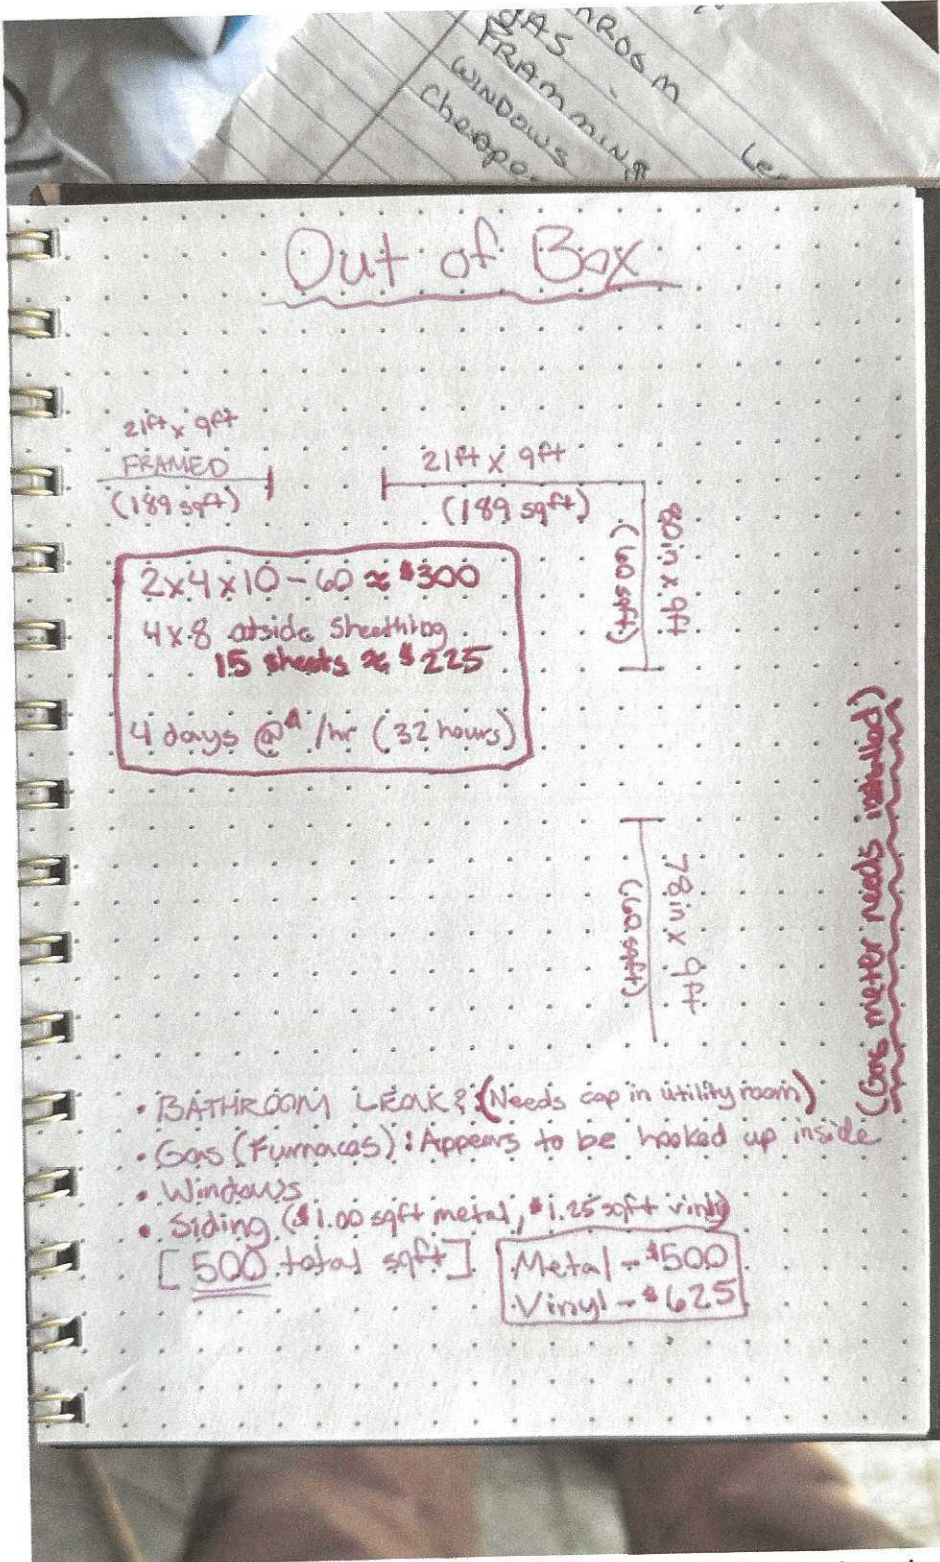 GAS
FRAMMING
WINDOWS
Cheapo
Out of Box
21ft x 9ft
FRAMED
(189 sqft)
21ft x 9ft
(189 sqft)
80in x 9ft
(60 sqft)
2x4x10 - 60 ≈ $300
4x8 outside sheathing
15 sheets ≈ $225
4 days @ /hr (32 hours)
78in x 9ft
(60 sqft)
(Gas meter needs installed)
• BATHROOM LEAK?: (Needs cap in utility room)
• Gas (Furnaces): Appears to be hooked up inside
• Windows
• Siding ($1.00 sqft metal, $1.25 sqft vinly)
[500 total sqft]
Metal - $500
Vinyl - $625